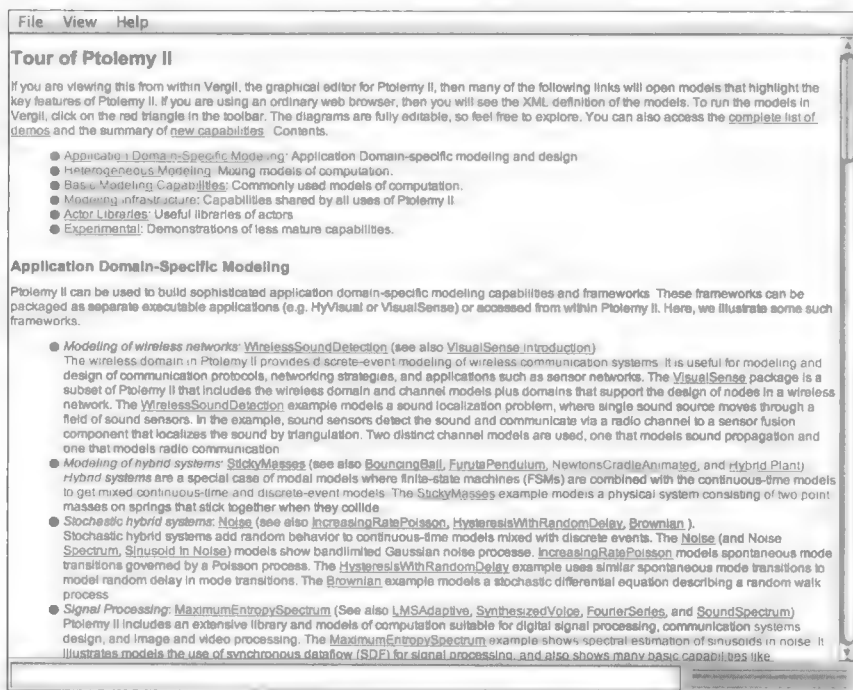 File View Help
Tour of Ptolemy II
If you are viewing this from within Vergil, the graphical editor for Ptolemy II, then many of the following links will open models that highlight the
key features of Ptolemy II. If you are using an ordinary web browser, then you will see the XML definition of the models. To run the models in
Vergil, click on the red triangle in the toolbar. The diagrams are fully editable, so feel free to explore. You can also access the complete list of
demos and the summary of new capabilities. Contents.
● Application Domain-Specific Modeling: Application Domain-specific modeling and design
● Heterogeneous Modeling: Mixing models of computation.
● Basic Modeling Capabilities: Commonly used models of computation.
● Modeling infrastructure: Capabilities shared by all uses of Ptolemy II
● Actor Libraries: Useful libraries of actors
● Experimental: Demonstrations of less mature capabilities.
Application Domain-Specific Modeling
Ptolemy II can be used to build sophisticated application domain-specific modeling capabilities and frameworks. These frameworks can be
packaged as separate executable applications (e.g. HyVisual or VisualSense) or accessed from within Ptolemy II. Here, we illustrate some such
frameworks.
● Modeling of wireless networks: WirelessSoundDetection (see also VisualSense introduction)
The wireless domain in Ptolemy II provides discrete-event modeling of wireless communication systems. It is useful for modeling and
design of communication protocols, networking strategies, and applications such as sensor networks. The VisualSense package is a
subset of Ptolemy II that includes the wireless domain and channel models plus domains that support the design of nodes in a wireless
network. The WirelessSoundDetection example models a sound localization problem, where single sound source moves through a
field of sound sensors. In the example, sound sensors detect the sound and communicate via a radio channel to a sensor fusion
component that localizes the sound by triangulation. Two distinct channel models are used, one that models sound propagation and
one that models radio communication
● Modeling of hybrid systems: StickyMasses (see also BouncingBall, FurutaPendulum, NewtonsCradleAnimated, and Hybrid Plant)
Hybrid systems are a special case of modal models where finite-state machines (FSMs) are combined with the continuous-time models
to get mixed continuous-time and discrete-event models. The StickyMasses example models a physical system consisting of two point
masses on springs that stick together when they collide
● Stochastic hybrid systems: Noise (see also IncreasingRatePoisson, HysteresisWithRandomDelay, Brownian ).
Stochastic hybrid systems add random behavior to continuous-time models mixed with discrete events. The Noise (and Noise
Spectrum, Sinusoid In Noise) models show bandlimited Gaussian noise processe. IncreasingRatePoisson models spontaneous mode
transitions governed by a Poisson process. The HysteresisWithRandomDelay example uses similar spontaneous mode transitions to
model random delay in mode transitions. The Brownian example models a stochastic differential equation describing a random walk
process
● Signal Processing: MaximumEntropySpectrum (See also LMSAdaptive, SynthesizedVoice, FourierSeries, and SoundSpectrum)
Ptolemy II includes an extensive library and models of computation suitable for digital signal processing, communication systems
design, and image and video processing. The MaximumEntropySpectrum example shows spectral estimation of sinusoids in noise. It
illustrates models the use of synchronous dataflow (SDF) for signal processing, and also shows many basic capabilities like